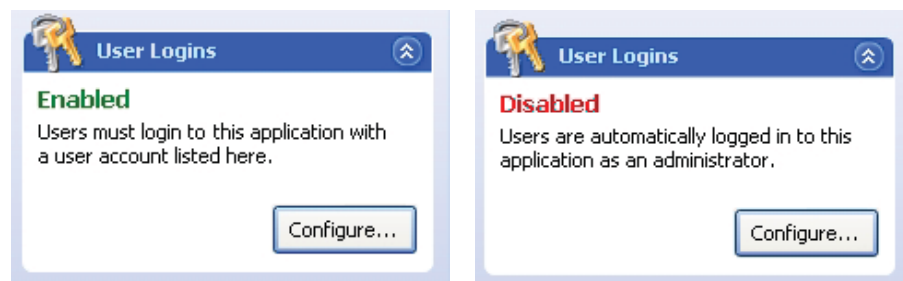 User Logins
Enabled
Users must login to this application with
a user account listed here.
Configure...
User Logins
Disabled
Users are automatically logged in to this
application as an administrator.
Configure...